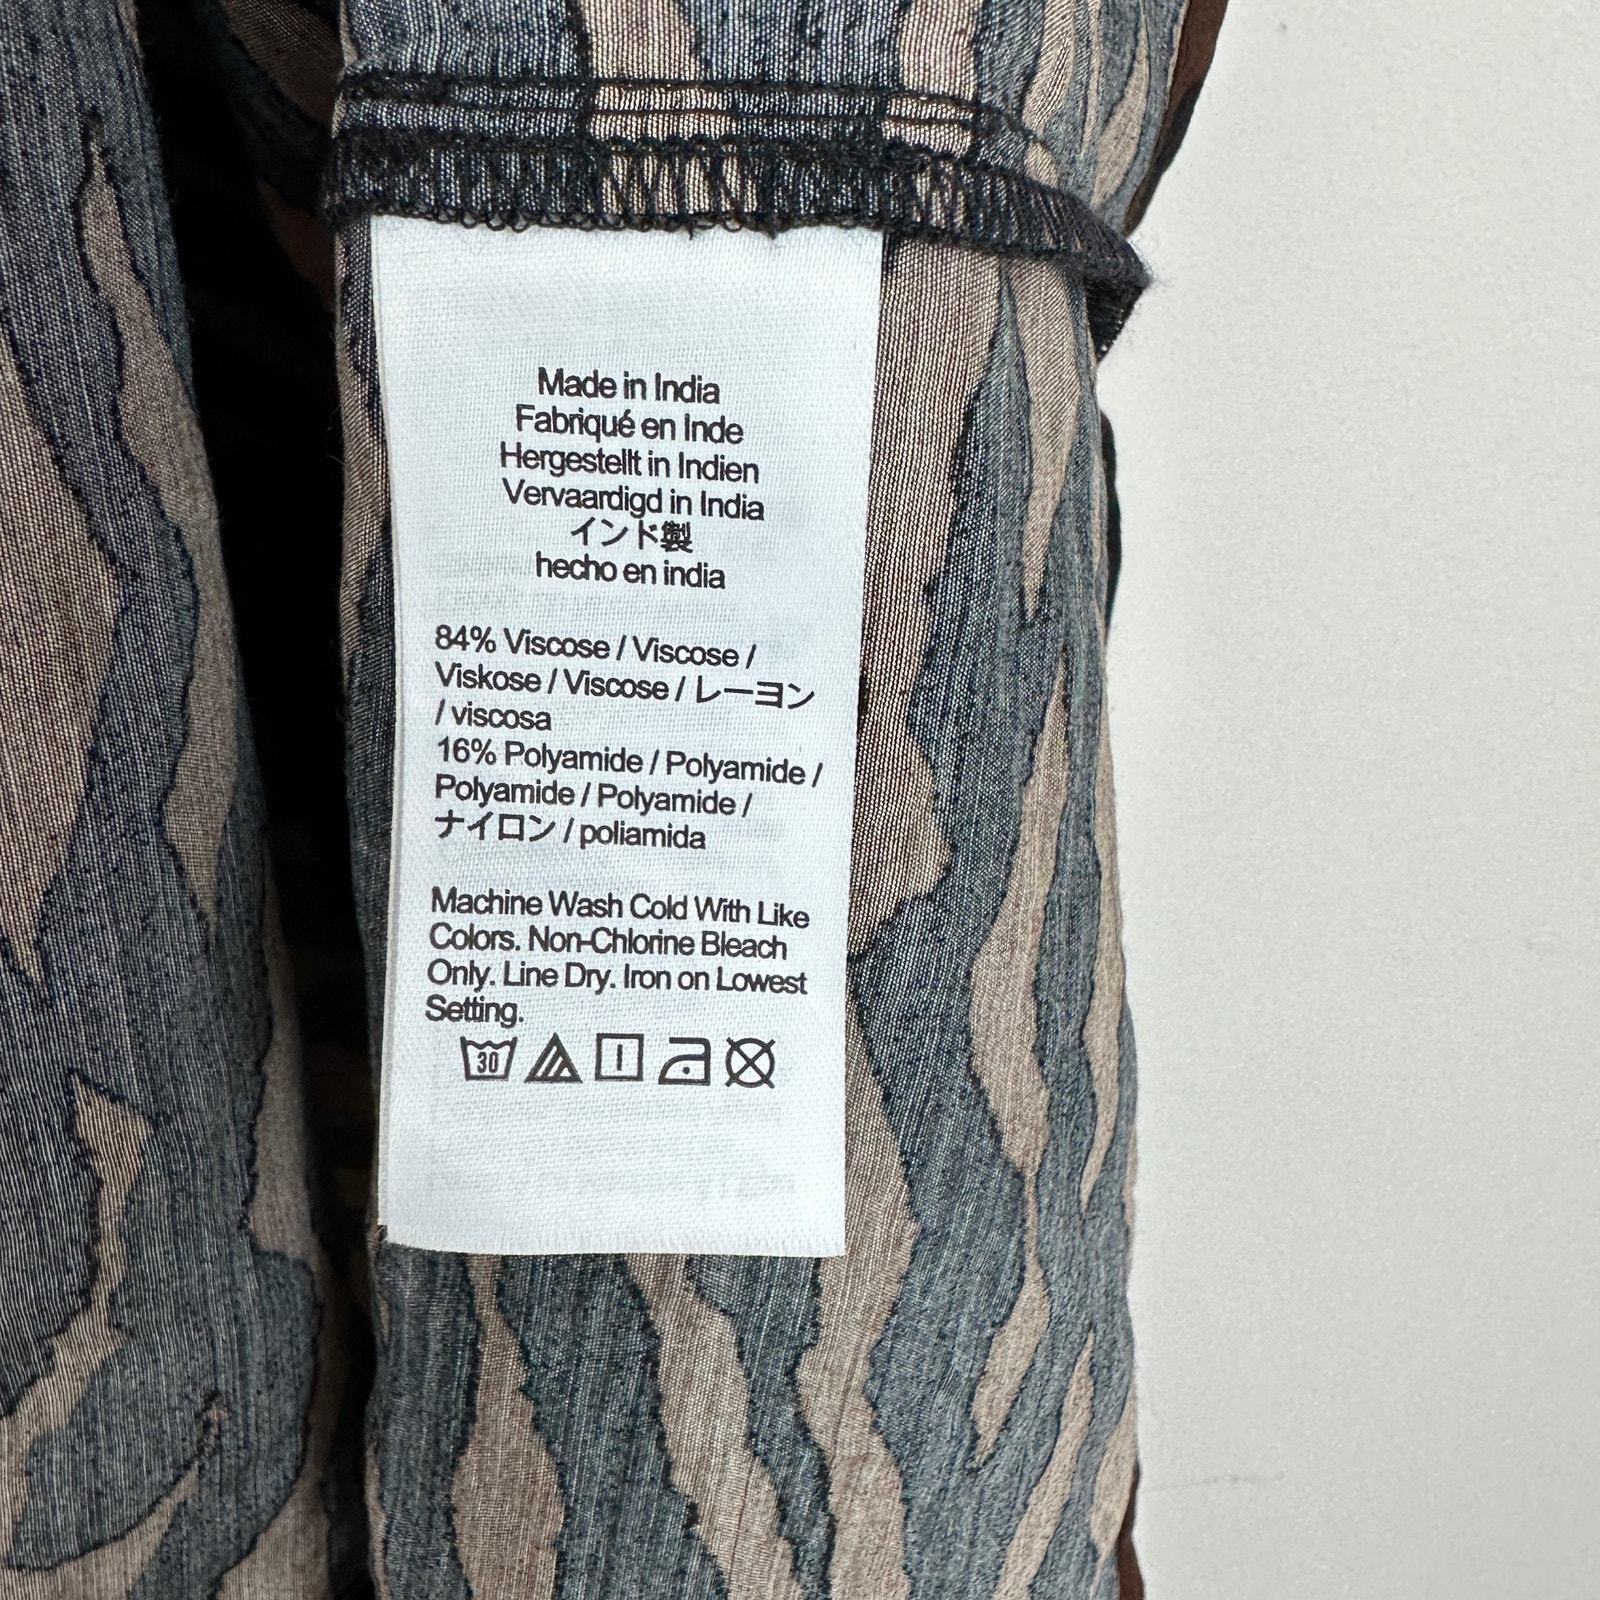 Made in India
Fabriqué en Inde
Hergestellt in Indien
Vervaardigd in India
インド製
hecho en india
84% Viscose / Viscose /
Viskose / Viscose / レーヨン
/ viscosa
16% Polyamide / Polyamide /
Polyamide / Polyamide /
ナイロン / poliamida
Machine Wash Cold With Like
Colors. Non-Chlorine Bleach
Only. Line Dry. Iron on Lowest
Setting.
30